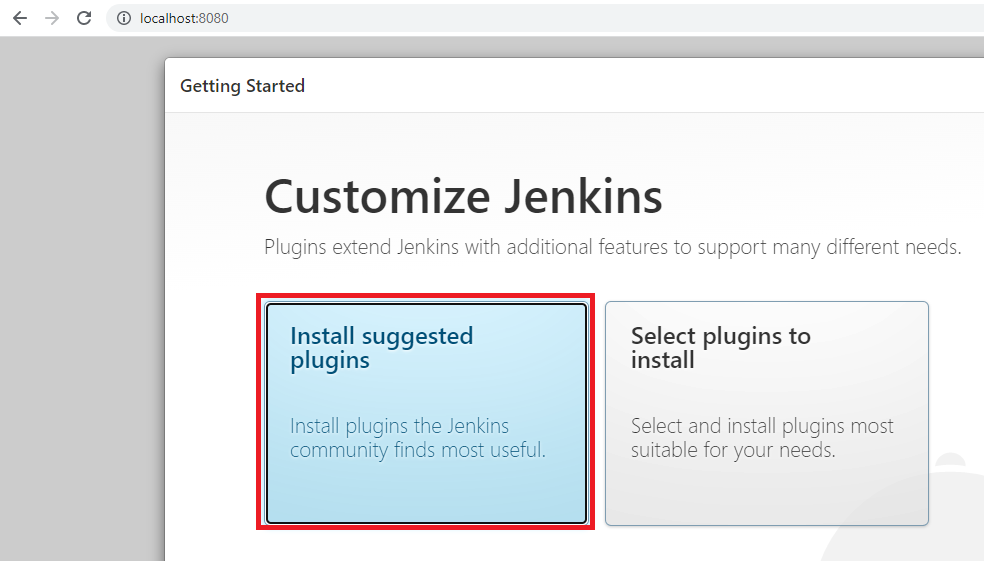 localhost:8080
Getting Started
Customize Jenkins
Plugins extend Jenkins with additional features to support many different needs.
Install suggested
plugins
Install plugins the Jenkins
community finds most useful.
Select plugins to
install
Select and install plugins most
suitable for your needs.